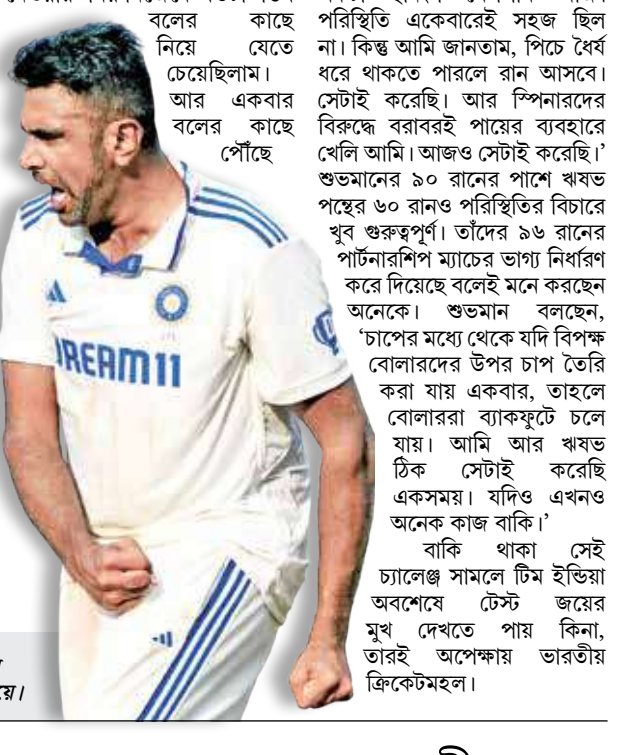 বলের কাছে
নিয়ে যেতে
চেয়েছিলাম।
আর একবার
বলের কাছে
পৌঁছে
পরিস্থিতি একেবারেই সহজ ছিল
না। কিন্তু আমি জানতাম, পিচে ধৈর্য
ধরে থাকতে পারলে রান আসবে।
সেটাই করেছি। আর স্পিনারদের
বিরুদ্ধে বরাবরই পায়ের ব্যবহারে
খেলি আমি। আজও সেটাই করেছি।’
শুভমানের ৯০ রানের পাশে ঋষভ
পন্থের ৬০ রানও পরিস্থিতির বিচারে
খুব গুরুত্বপূর্ণ। তাঁদের ৯৬ রানের
পার্টনারশিপ ম্যাচের ভাগ্য নির্ধারণ
করে দিয়েছে বলেই মনে করছেন
অনেকে। শুভমান বলছেন,
‘চাপের মধ্যে থেকে যদি বিপক্ষ
বোলারদের উপর চাপ তৈরি
করা যায় একবার, তাহলে
বোলাররা ব্যাকফুটে চলে
যায়। আমি আর ঋষভ
ঠিক সেটাই করেছি
একসময়। যদিও এখনও
অনেক কাজ বাকি।’
বাকি থাকা সেই
চ্যালেঞ্জ সামলে টিম ইন্ডিয়া
অবশেষে টেস্ট জয়ের
মুখ দেখতে পায় কিনা,
তারই অপেক্ষায় ভারতীয়
ক্রিকেটমহল।
DREAM11